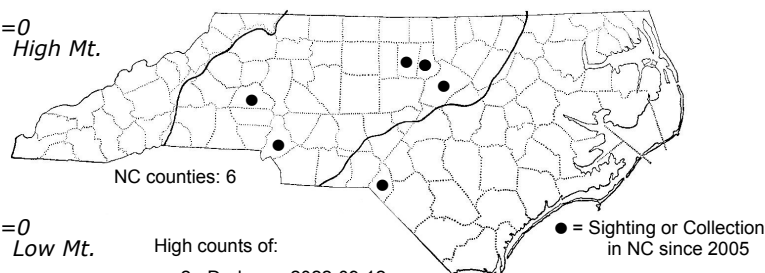 =0
High Mt.
NC counties: 6
=0
Low Mt.
High counts of:
● = Sighting or Collection
in NC since 2005